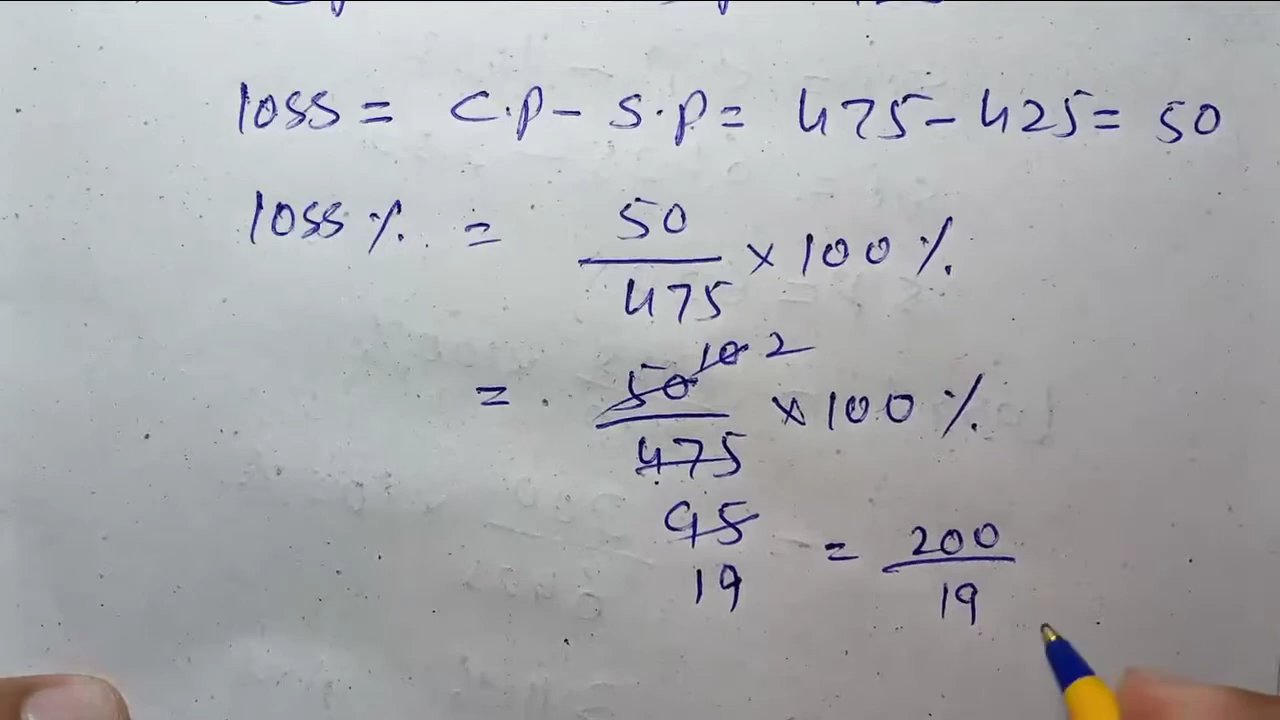 loss = C.P - S.P = 475 - 425 = 50
loss % = 50/475 × 100 %
= 50 10 2 / 475 95 19 × 100 %
= 200/19